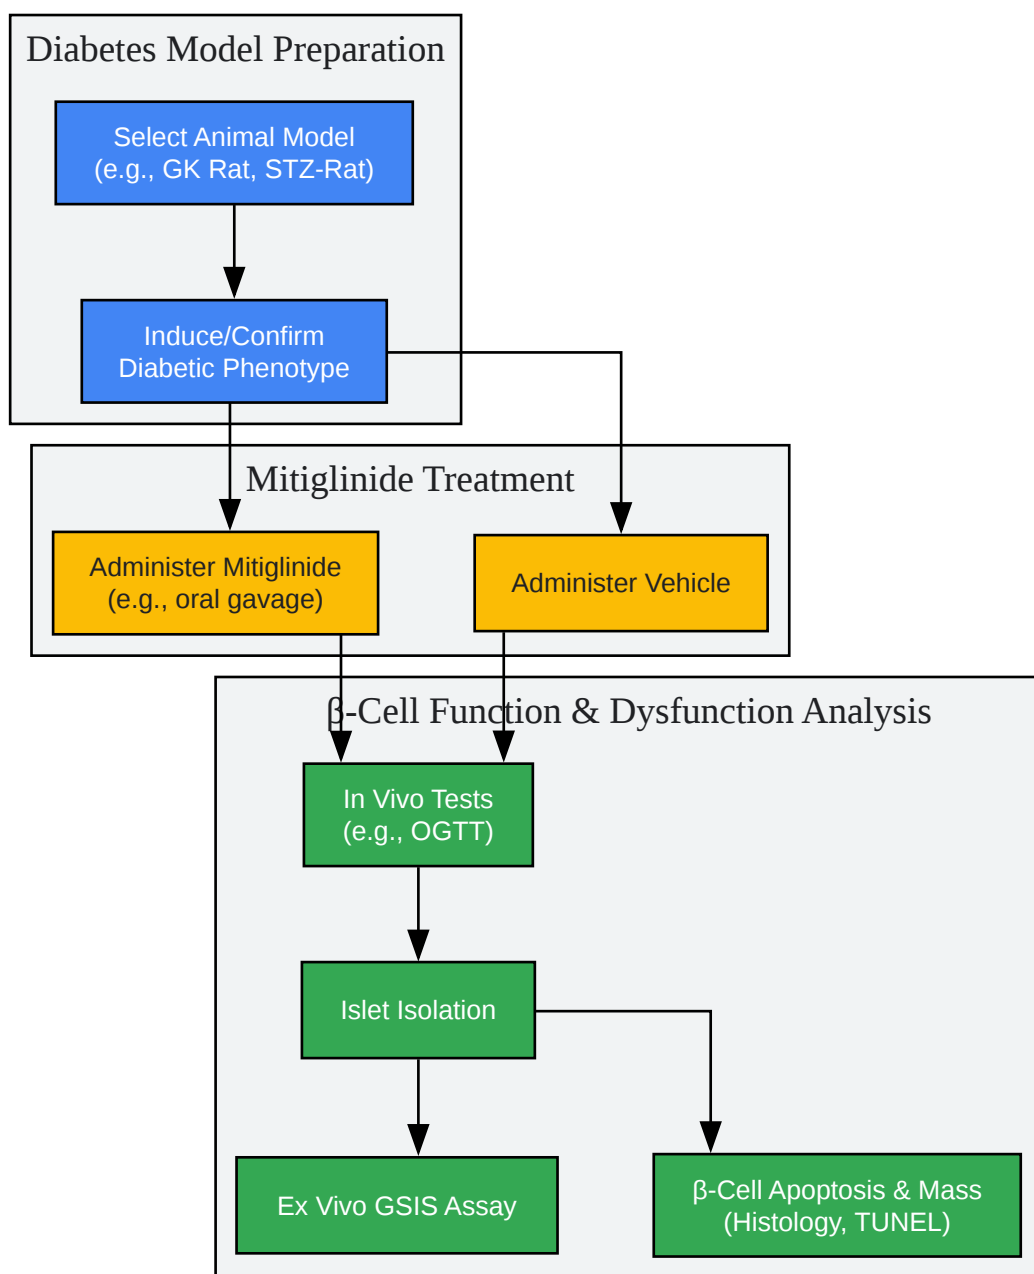 Diabetes Model Preparation
Select Animal Model
(e.g., GK Rat, STZ-Rat)
Induce/Confirm
Diabetic Phenotype
Mitiglinide Treatment
Administer Mitiglinide
(e.g., oral gavage)
Administer Vehicle
β-Cell Function & Dysfunction Analysis
In Vivo Tests
(e.g., OGTT)
Islet Isolation
Ex Vivo GSIS Assay
β-Cell Apoptosis & Mass
(Histology, TUNEL)